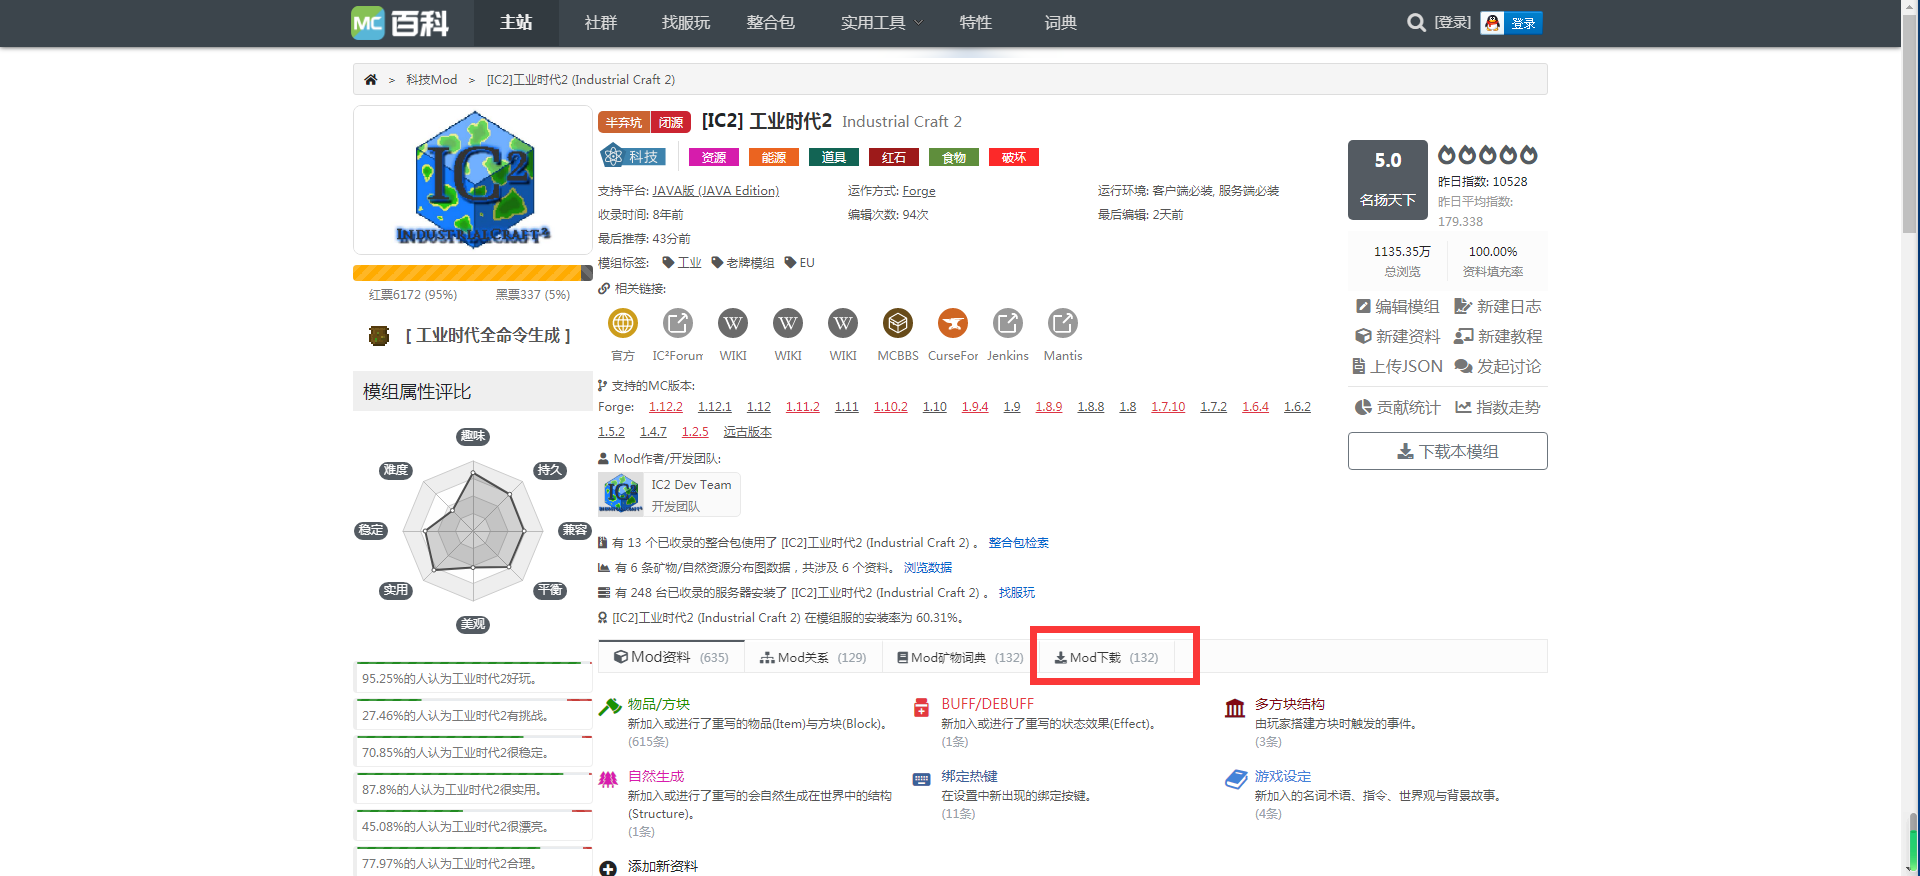 MC百科 主站 社群 找服玩 整合包 实用工具 特性 词典 [登录] 登录
> 科技Mod > [IC2]工业时代2 (Industrial Craft 2)
IC²
INDUSTRIALCRAFT²
红票6172 (95%) 黑票337 (5%)
[ 工业时代全命令生成 ]
模组属性评比
趣味
难度 持久
稳定 兼容
实用 平衡
美观
95.25%的人认为工业时代2好玩。
27.46%的人认为工业时代2有挑战。
70.85%的人认为工业时代2很稳定。
87.8%的人认为工业时代2很实用。
45.08%的人认为工业时代2很漂亮。
77.97%的人认为工业时代2合理。
半弃坑 闭源 [IC2] 工业时代2 Industrial Craft 2
科技 资源 能源 道具 红石 食物 破坏
支持平台: JAVA版 (JAVA Edition) 运作方式: Forge 运行环境: 客户端必装, 服务端必装
收录时间: 8年前 编辑次数: 94次 最后编辑: 2天前
最后推荐: 43分前
模组标签: 工业 老牌模组 EU
相关链接:
官方 IC²Forum WIKI WIKI WIKI MCBBS CurseFor Jenkins Mantis
支持的MC版本:
Forge: 1.12.2 1.12.1 1.12 1.11.2 1.11 1.10.2 1.10 1.9.4 1.9 1.8.9 1.8.8 1.8 1.7.10 1.7.2 1.6.4 1.6.2
1.5.2 1.4.7 1.2.5 远古版本
Mod作者/开发团队:
IC2 Dev Team
开发团队
有 13 个已收录的整合包使用了 [IC2]工业时代2 (Industrial Craft 2) 。 整合包检索
有 6 条矿物/自然资源分布图数据，共涉及 6 个资料。 浏览数据
有 248 台已收录的服务器安装了 [IC2]工业时代2 (Industrial Craft 2) 。 找服玩
[IC2]工业时代2 (Industrial Craft 2) 在模组服的安装率为 60.31%。
Mod资料 (635) Mod关系 (129) Mod矿物词典 (132) Mod下载 (132)
物品/方块
新加入或进行了重写的物品(Item)与方块(Block)。
(615条)
BUFF/DEBUFF
新加入或进行了重写的状态效果(Effect)。
(1条)
多方块结构
由玩家搭建方块时触发的事件。
(3条)
自然生成
新加入或进行了重写的会自然生成在世界中的结构
(Structure)。
(1条)
绑定热键
在设置中新出现的绑定按键。
(11条)
游戏设定
新加入的名词术语、指令、世界观与背景故事。
(4条)
添加新资料
5.0
名扬天下
昨日指数: 10528
昨日平均指数:
179.338
1135.35万 100.00%
总浏览 资料填充率
编辑模组 新建日志
新建资料 新建教程
上传JSON 发起讨论
贡献统计 指数走势
下载本模组